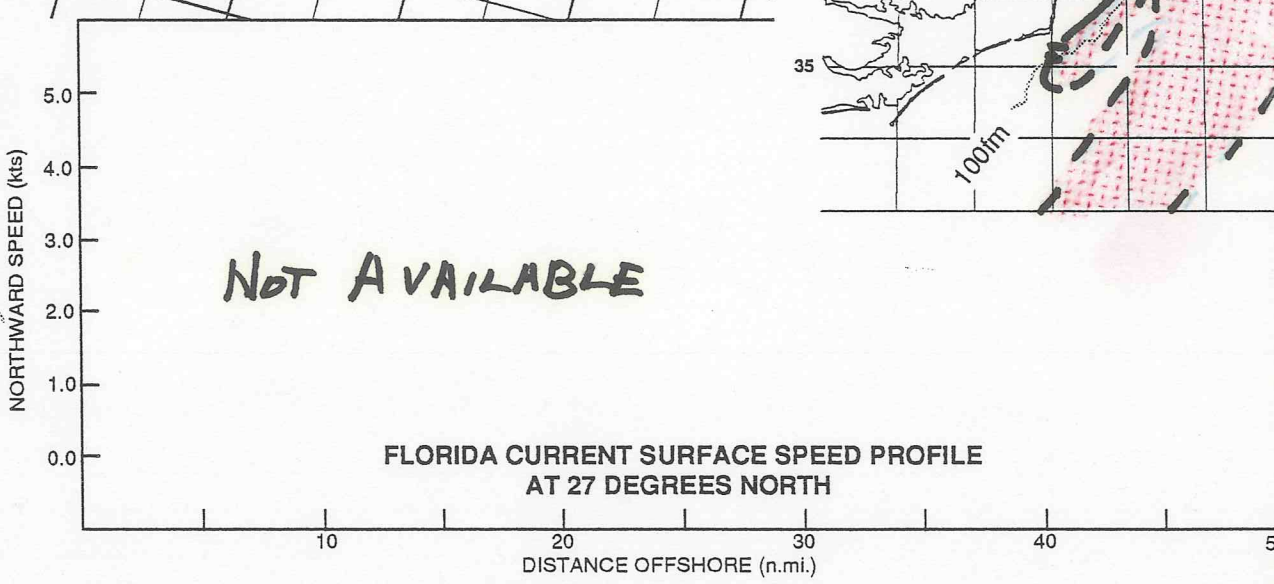 35
100fm
NORTHWARD SPEED (kts)
5.0
4.0
3.0
2.0
1.0
0.0
NOT AVAILABLE
FLORIDA CURRENT SURFACE SPEED PROFILE
AT 27 DEGREES NORTH
10 20 30 40
DISTANCE OFFSHORE (n.mi.)